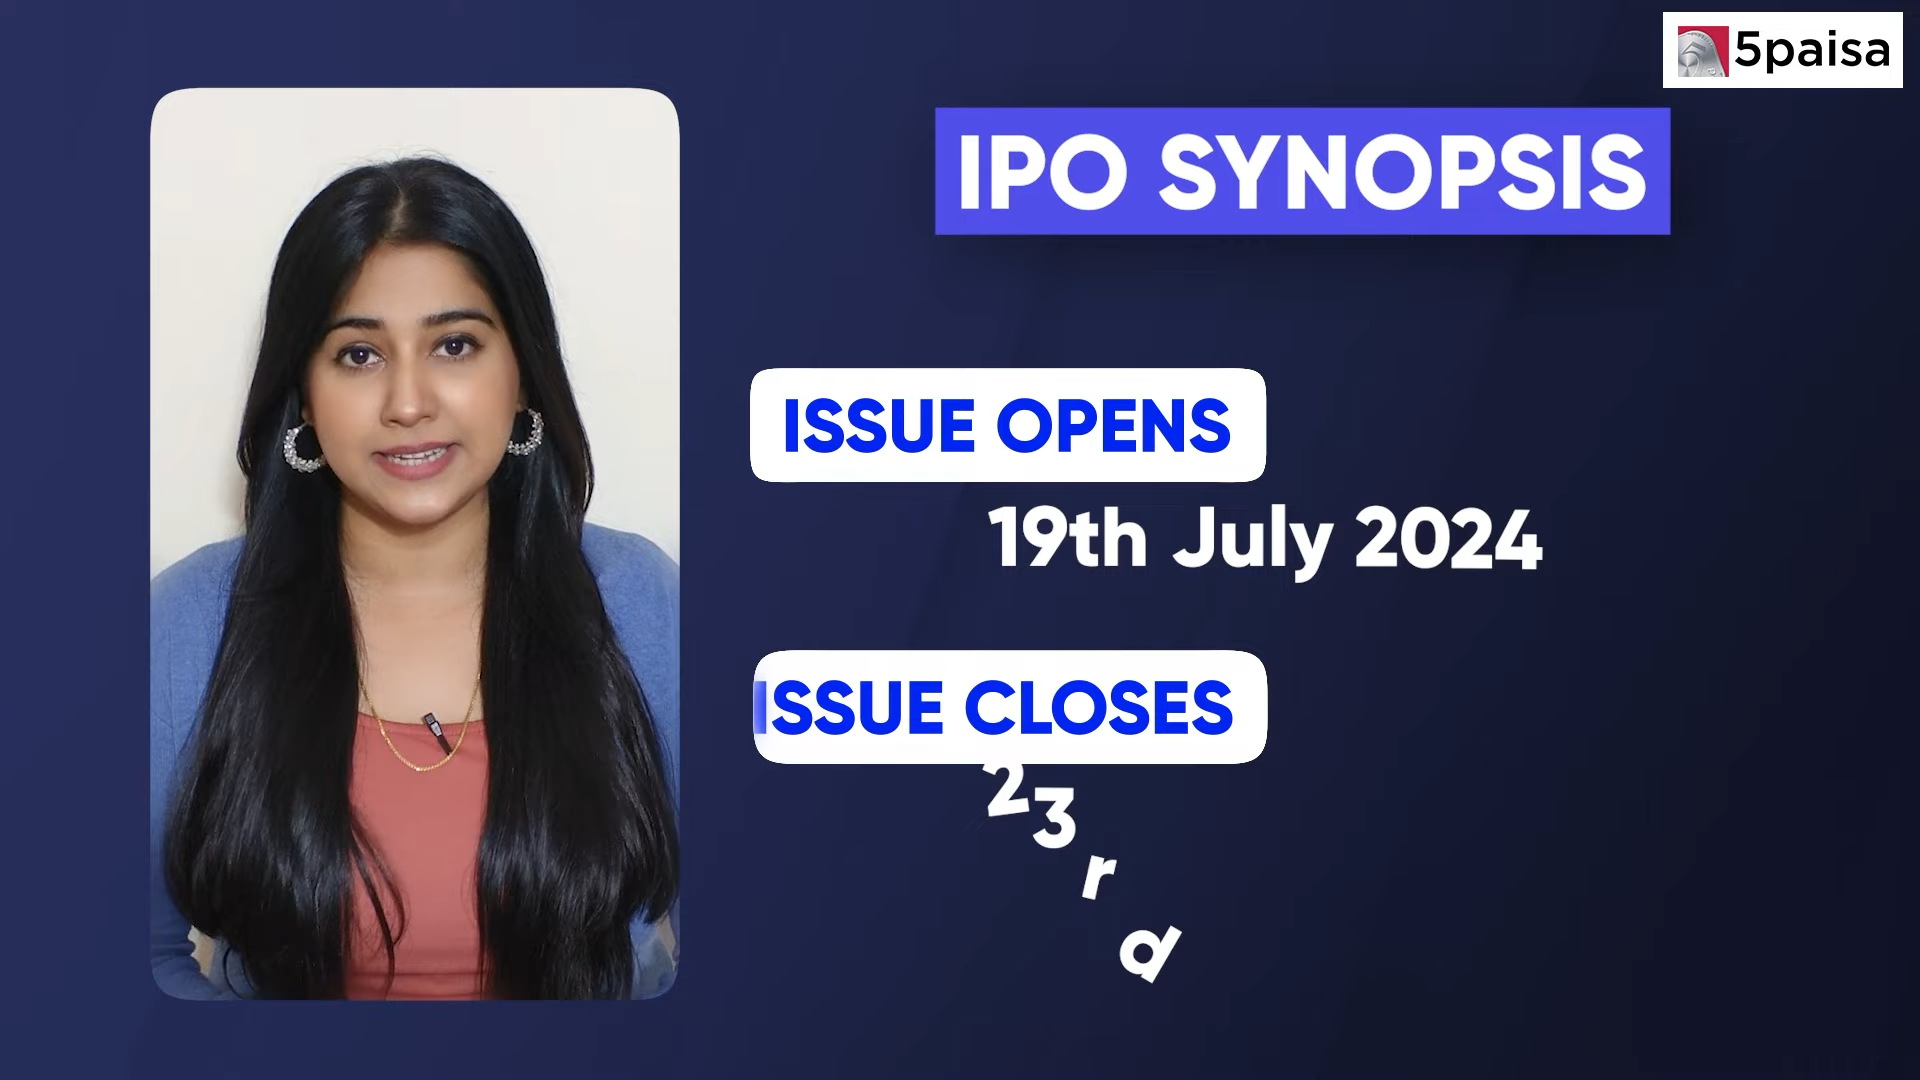 5paisa
IPO SYNOPSIS
ISSUE OPENS
19th July 2024
ISSUE CLOSES
23rd